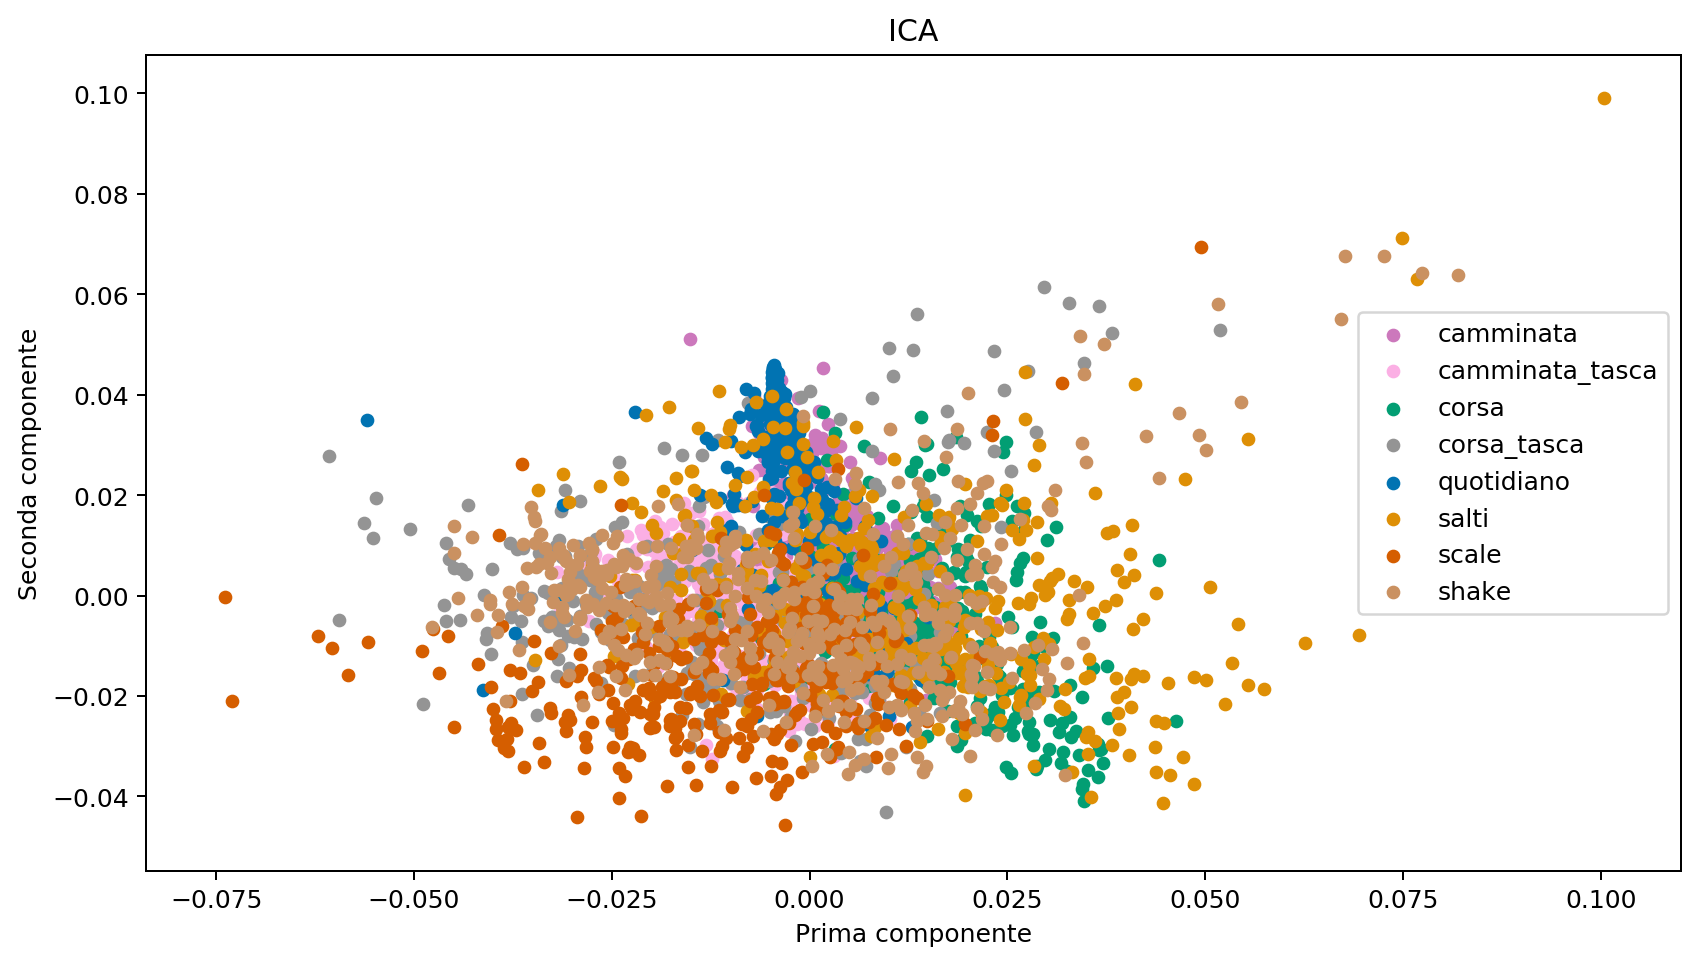 ICA
0.10
0.08
0.06
0.04
0.02
0.00
−0.02
−0.04
Seconda componente
camminata
camminata_tasca
corsa
corsa_tasca
quotidiano
salti
scale
shake
−0.075
−0.050
−0.025
0.000
0.025
0.050
0.075
0.100
Prima componente